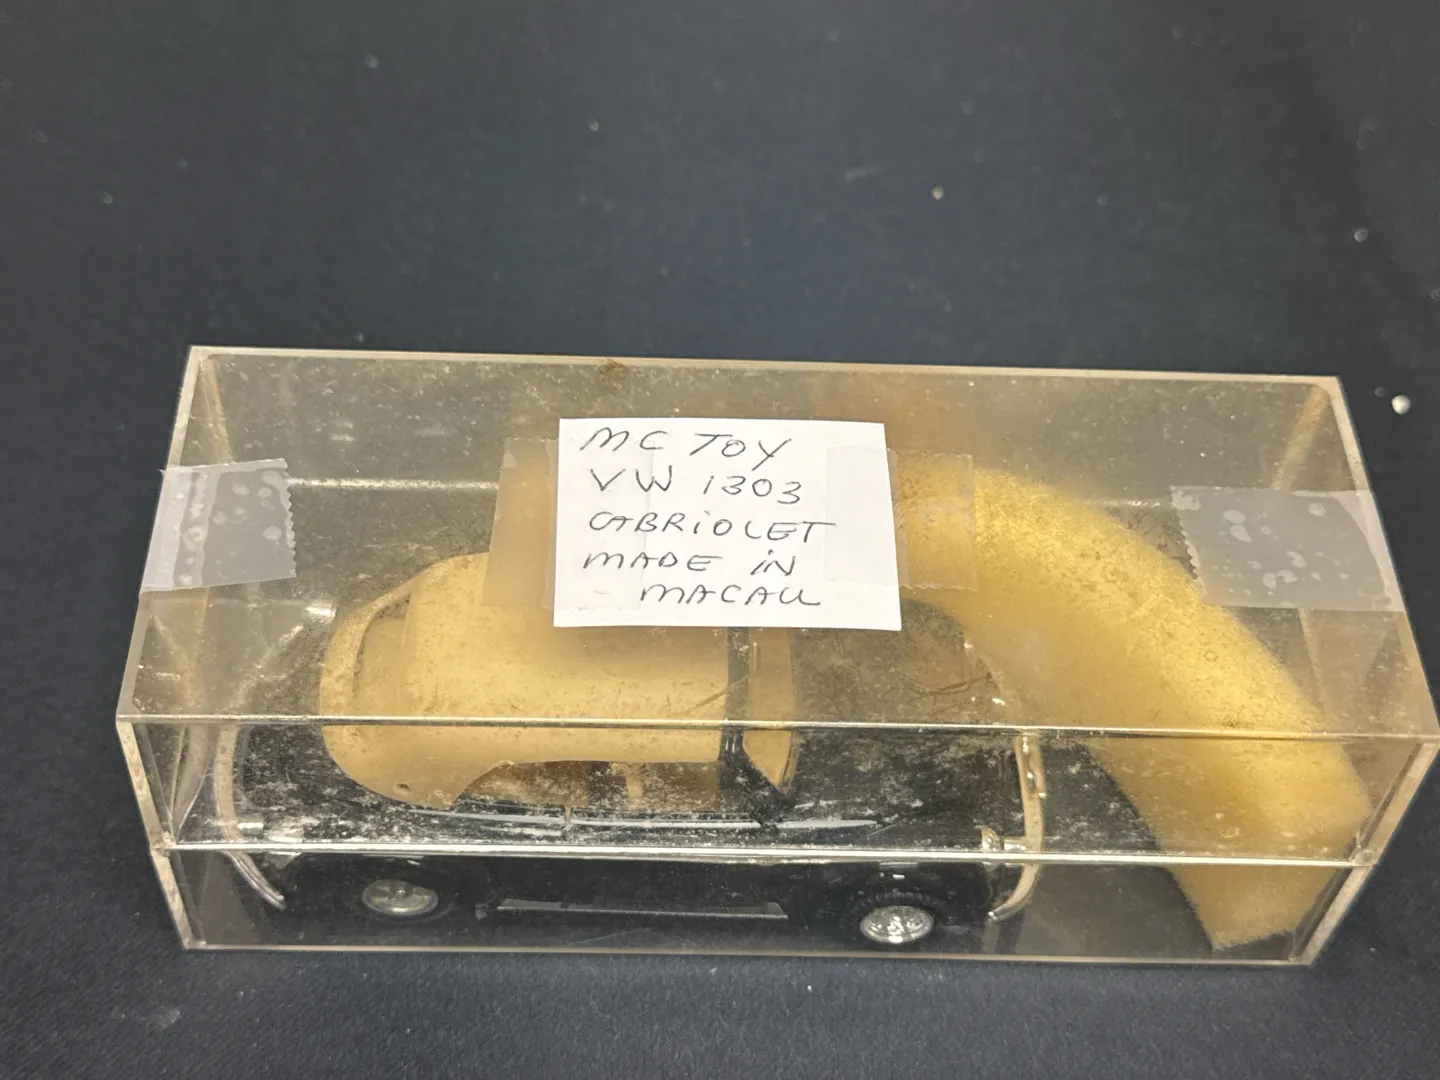 MC TOY
VW 1303
CABRiOLET
MADE iN
MACAU